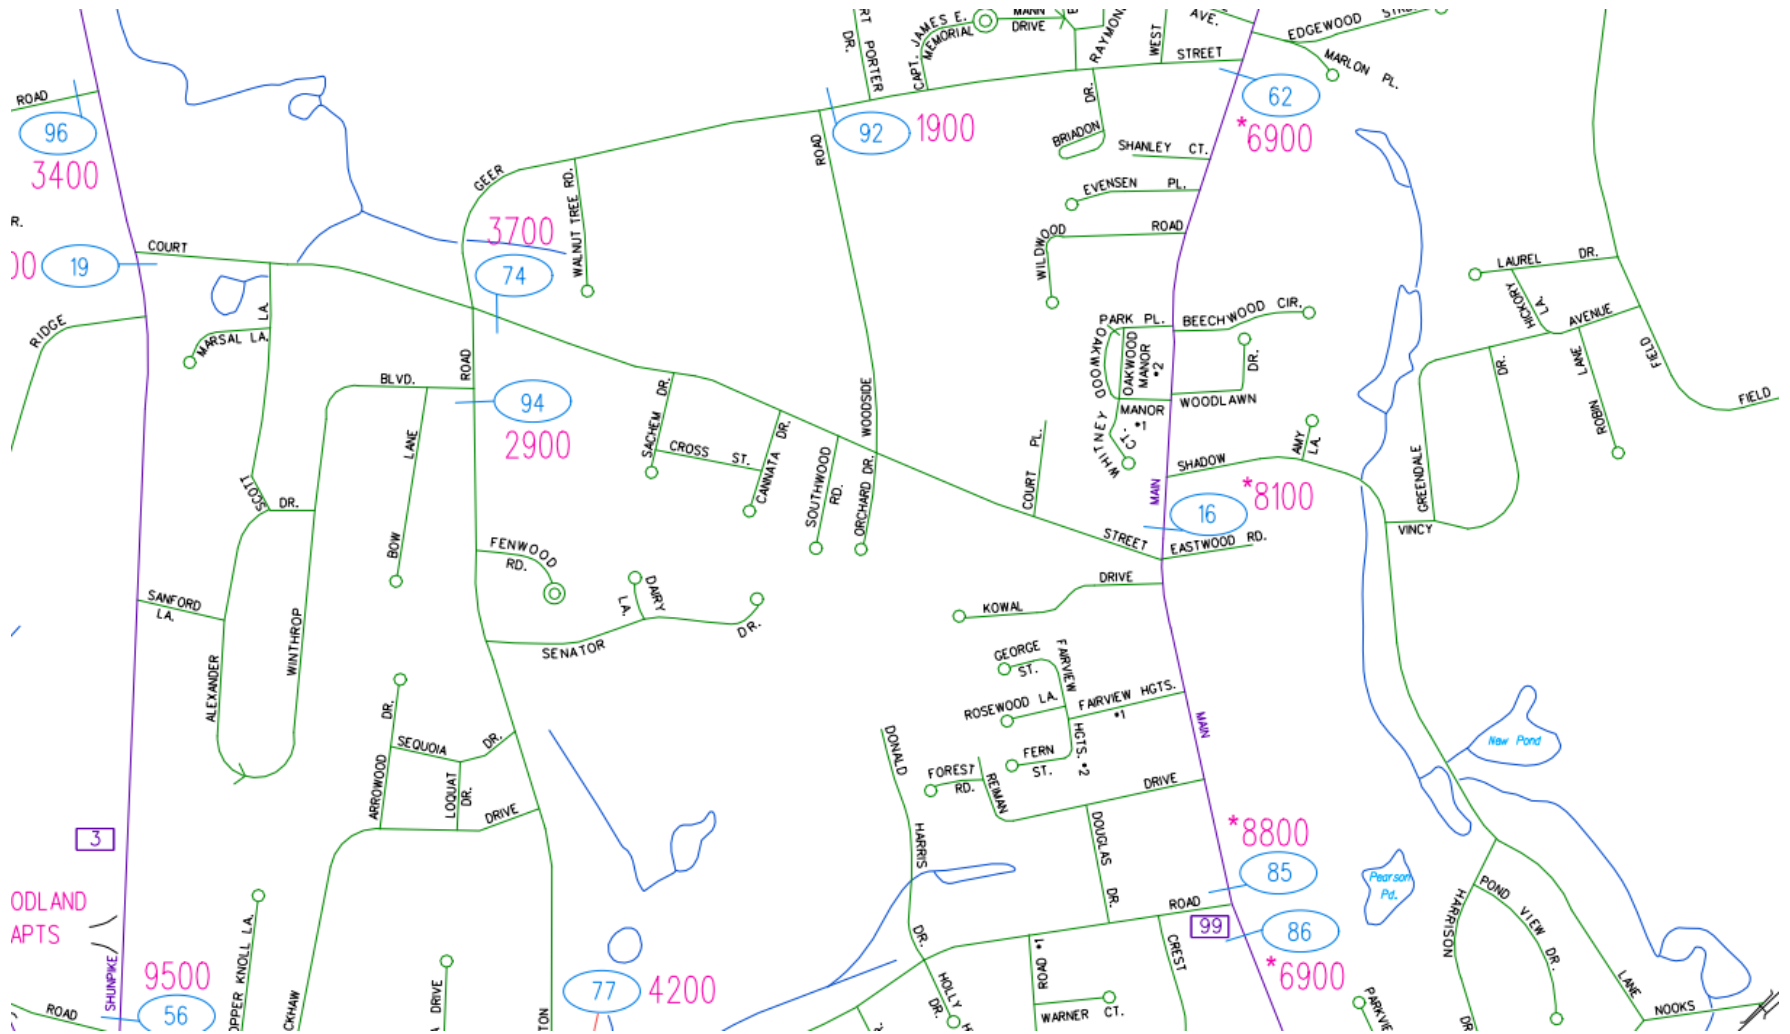 ROAD
96
3400
R.
19
COURT
RIDGE
MARSAL LA.
LA.
SCOTT
DR.
SANFORD
LA.
ALEXANDER
WINTHROP
BLVD.
LANE
BOW
ROAD
GEER
WALNUT TREE RD.
3700
74
94
2900
FENWOOD
RD.
DAIRY
LA.
SENATOR
DR.
SACHEM DR.
CROSS ST.
CANNATA DR.
SOUTHWOOD
RD.
ORCHARD DR.
WOODSIDE
ROAD
92
1900
DR.
PORTER
CAPT. JAMES E.
MEMORIAL
MANN
DRIVE
WEST
STREET
AVE.
EDGEWOOD
MARLON PL.
62
*6900
DR.
BRIADON
SHANLEY CT.
EVENSEN PL.
WILDWOOD
ROAD
PARK PL.
BEECHWOOD CIR.
OAKWOOD
OAKWOOD
MANOR
*2
MANOR
*1
WHITNEY
CT.
WOODLAWN
DR.
COURT PL.
MAIN
SHADOW
AMY
LA.
*8100
16
STREET
EASTWOOD RD.
LAUREL DR.
HICKORY
LA.
AVENUE
ROBIN LANE
FIELD
FIELD
GREENDALE
DR.
VINCY
DRIVE
KOWAL
GEORGE
ST.
FAIRVIEW
ROSEWOOD LA.
FAIRVIEW HGTS.
*1
HGTS. *2
FERN
ST.
MAIN
FOREST
RD.
REIMAN
DRIVE
DONALD
HARRIS
DR.
DOUGLAS
DR.
New Pond
Pearson
Pd.
*8800
85
ROAD
99
86
*6900
CREST
ROAD *1
WARNER CT.
HOLLY
DR.
HARRISON
DR.
POND VIEW DR.
LANE
NOOKS
DR.
SEQUOIA
DR.
ARROWOOD
LOQUAT
DR.
DRIVE
3
ODLAND
APTS
SHUNPIKE
9500
56
ROAD
KNOLL LA.
DRIVE
77
4200